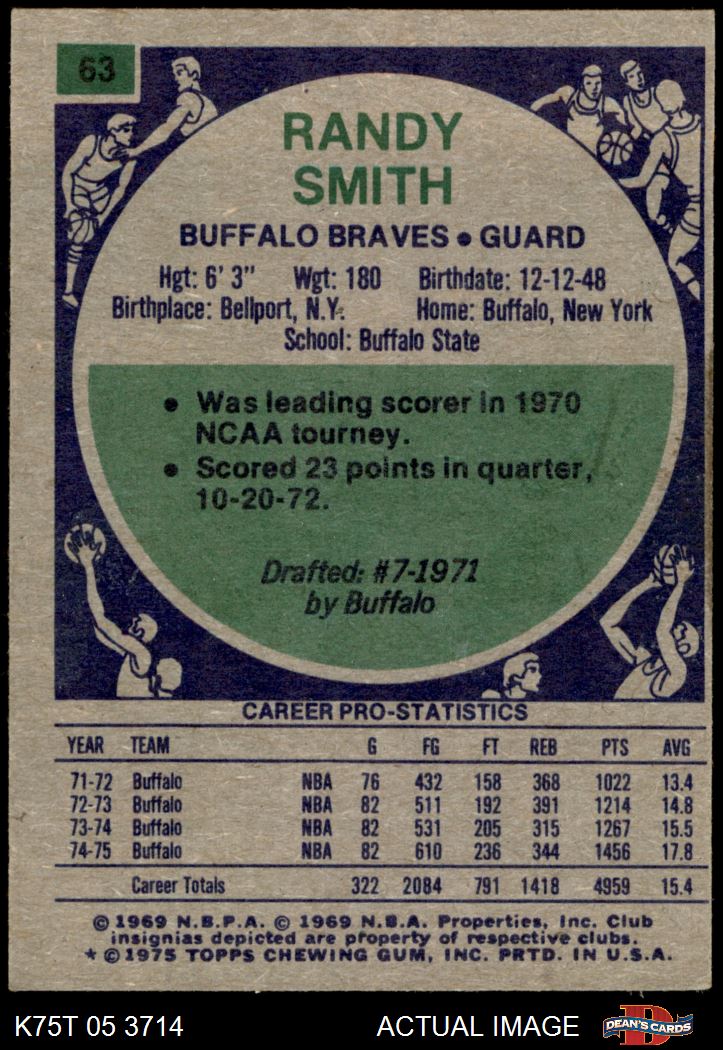 63
RANDY
SMITH
BUFFALO BRAVES • GUARD
Hgt: 6' 3" Wgt: 180 Birthdate: 12-12-48
Birthplace: Bellport, N.Y. Home: Buffalo, New York
School: Buffalo State
• Was leading scorer in 1970
NCAA tourney.
• Scored 23 points in quarter,
10-20-72.
Drafted: #7-1971
by Buffalo
CAREER PRO-STATISTICS
YEAR TEAM G FG FT REB PTS AVG
71-72 Buffalo NBA 76 432 158 368 1022 13.4
72-73 Buffalo NBA 82 511 192 391 1214 14.8
73-74 Buffalo NBA 82 531 205 315 1267 15.5
74-75 Buffalo NBA 82 610 236 344 1456 17.8
Career Totals 322 2084 791 1418 4959 15.4
© 1969 N.B.P.A. © 1969 N.B.A. Properties, Inc. Club
insignias depicted are property of respective clubs.
* © 1975 TOPPS CHEWING GUM, INC. PRTD. IN U.S.A.
K75T 05 3714 ACTUAL IMAGE
D
DEAN'S CARDS